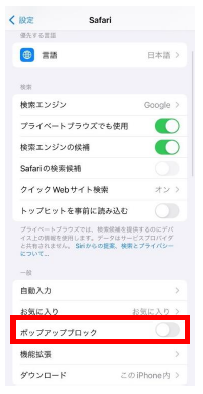 設定
Safari
優先する言語
言語
日本語
検索
検索エンジン
Google
プライベートブラウズでも使用
検索エンジンの候補
Safariの検索候補
クイックWebサイト検索
オン
トップヒットを事前に読み込む
プライベートブラウズでは、検索候補を提供するのにデバ
イス上の情報を使用します。データはサービスプロバイダ
と共有されません。Siriからの提案、検索とプライバシー
について...
一般
自動入力
お気に入り
お気に入り
ポップアップブロック
機能拡張
ダウンロード
このiPhone内